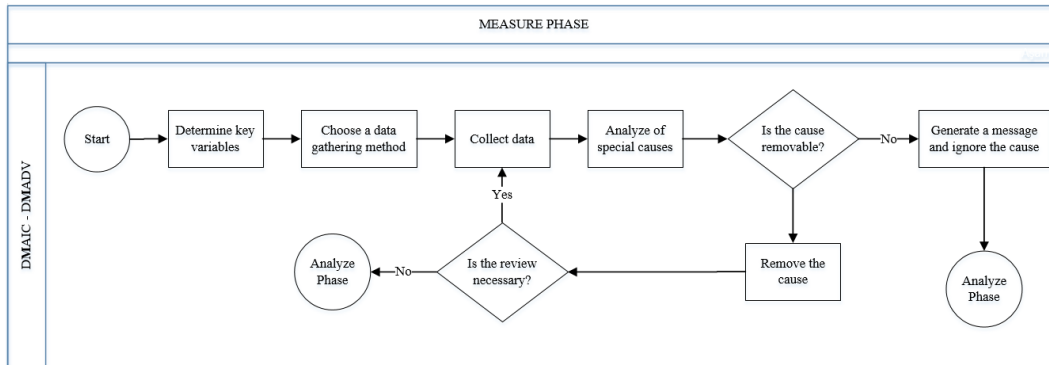 MEASURE PHASE
DMAIC - DMADV
Start
Determine key
variables
Choose a data
gathering method
Collect data
Analyze of
special causes
Is the cause
removable?
No
Generate a message
and ignore the cause
Yes
Analyze
Phase
No
Is the review
necessary?
Remove the
cause
Analyze
Phase